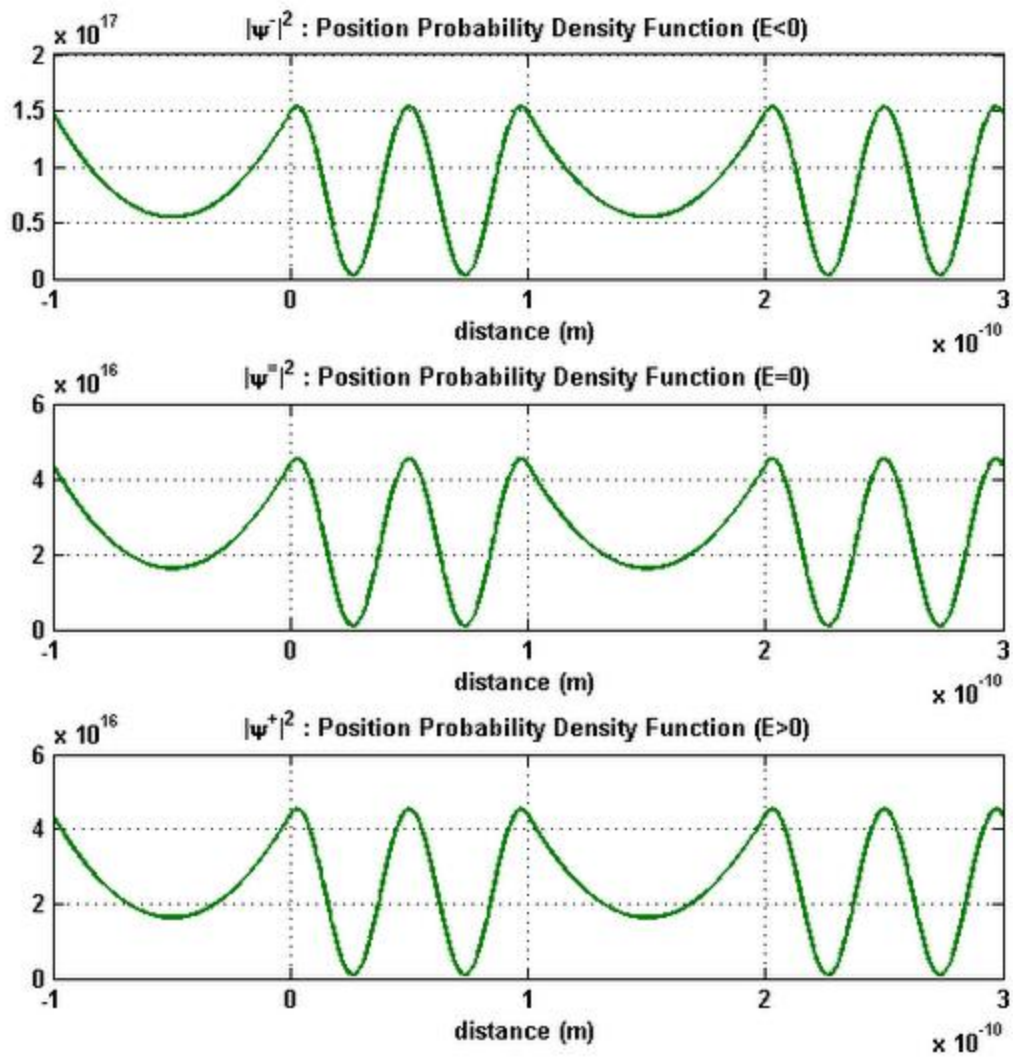 x 10^17
|ψ^-|^2 : Position Probability Density Function (E<0)
2
1.5
1
0.5
0
-1 0 1 2 3
distance (m)
x 10^-10
x 10^16
|ψ^=|^2 : Position Probability Density Function (E=0)
6
4
2
0
-1 0 1 2 3
distance (m)
x 10^-10
x 10^16
|ψ^+|^2 : Position Probability Density Function (E>0)
6
4
2
0
-1 0 1 2 3
distance (m)
x 10^-10